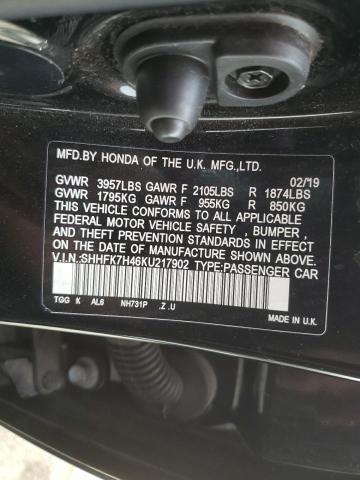 MFD.BY HONDA OF THE U.K. MFG.,LTD.
02/'19
GVWR 3957LBS GAWR F 2105LBS R 1874LBS
GVWR 1795KG GAWR F 955KG R 850KG
THIS VEHICLE CONFORMS TO ALL APPLICABLE
FEDERAL MOTOR VEHICLE SAFETY , BUMPER ,
AND THEFT PREVENTION STANDARDS IN EFFECT
ON THE DATE OF MANUFACTURE SHOWN ABOVE.
V.I.N.:SHHFK7H46KU217902 TYPE:PASSENGER CAR
TGG K AL6 NH731P .Z .U
MADE IN U.K.